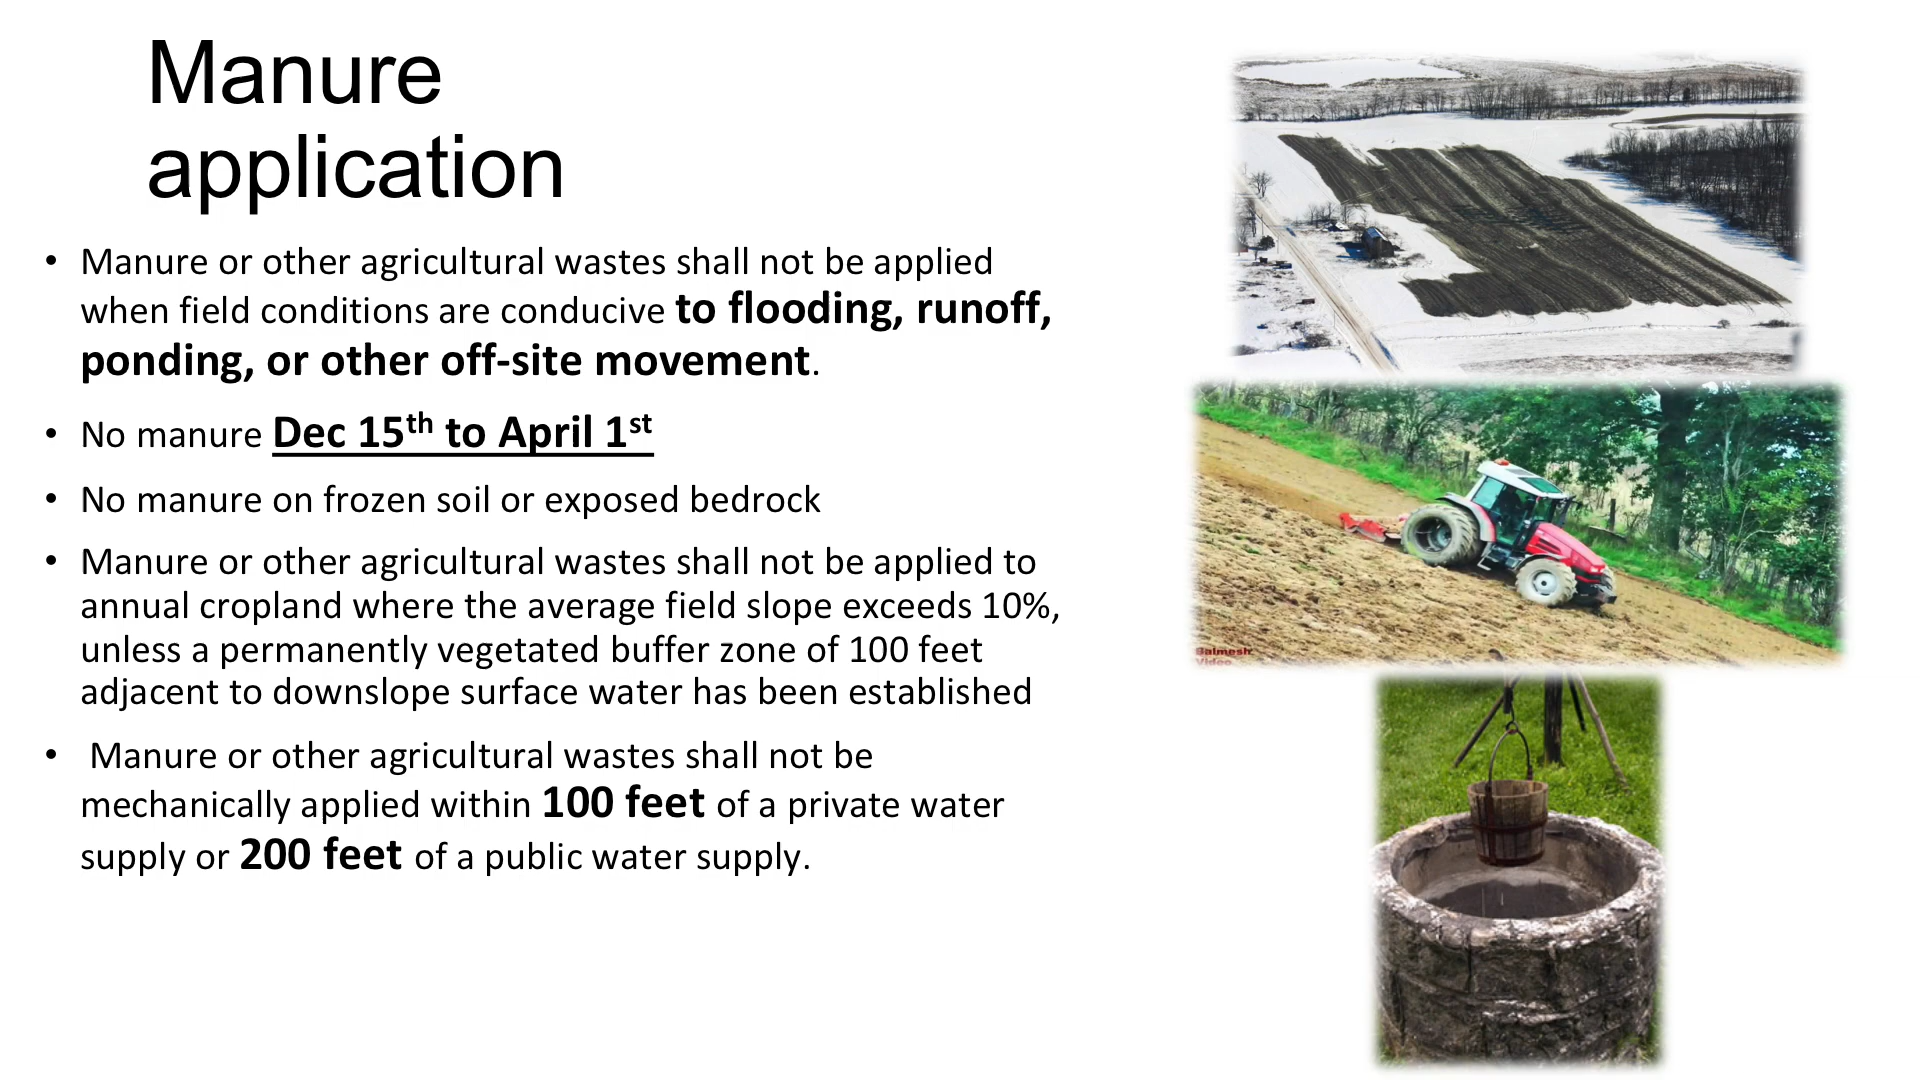 Manure
application
• Manure or other agricultural wastes shall not be applied
when field conditions are conducive to flooding, runoff,
ponding, or other off-site movement.
• No manure Dec 15th to April 1st
• No manure on frozen soil or exposed bedrock
• Manure or other agricultural wastes shall not be applied to
annual cropland where the average field slope exceeds 10%,
unless a permanently vegetated buffer zone of 100 feet
adjacent to downslope surface water has been established
• Manure or other agricultural wastes shall not be
mechanically applied within 100 feet of a private water
supply or 200 feet of a public water supply.
Balmesh
Video